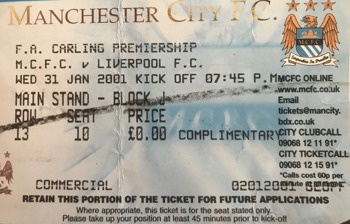 MANCHESTER CITY F.C.
F.A. CARLING PREMIERSHIP
M.C.F.C. v LIVERPOOL F.C.
WED 31 JAN 2001 KICK OFF 07:45 P.M
MAIN STAND - BLOCK J
ROW SEAT PRICE
13 10 £0.00 COMPLIMENTARY
M.C.F.C
MCFC ONLINE
www.mcfc.co.uk
Email:
tickets@mancity.
bdx.co.uk
CITY CLUBCALL
09068 12 11 91*
CITY TICKETCALL
09068 12 15 91*
*Calls cost 60p per
COMMERCIAL
RETAIN THIS PORTION OF THE TICKET FOR FUTURE APPLICATIONS
Where appropriate, this ticket is for the seat stated only.
Please take up your position at least 45 minutes prior to kick-off